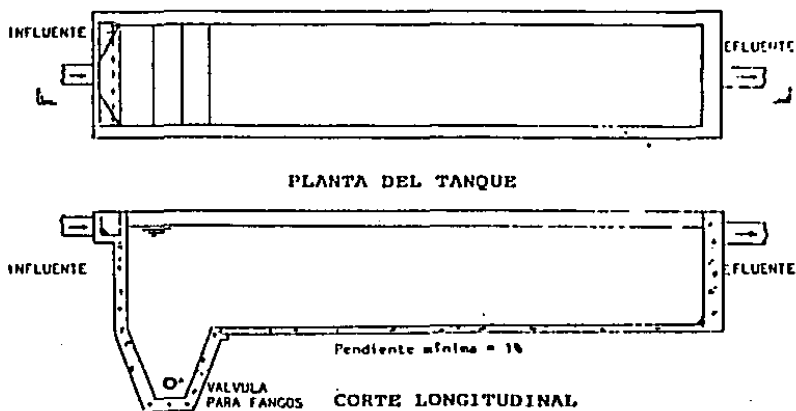 INFLUENTE
EFLUENTE
PLANTA DEL TANQUE
INFLUENTE
EFLUENTE
Pendiente mínima = 1%
VALVULA
PARA FANGOS
CORTE LONGITUDINAL